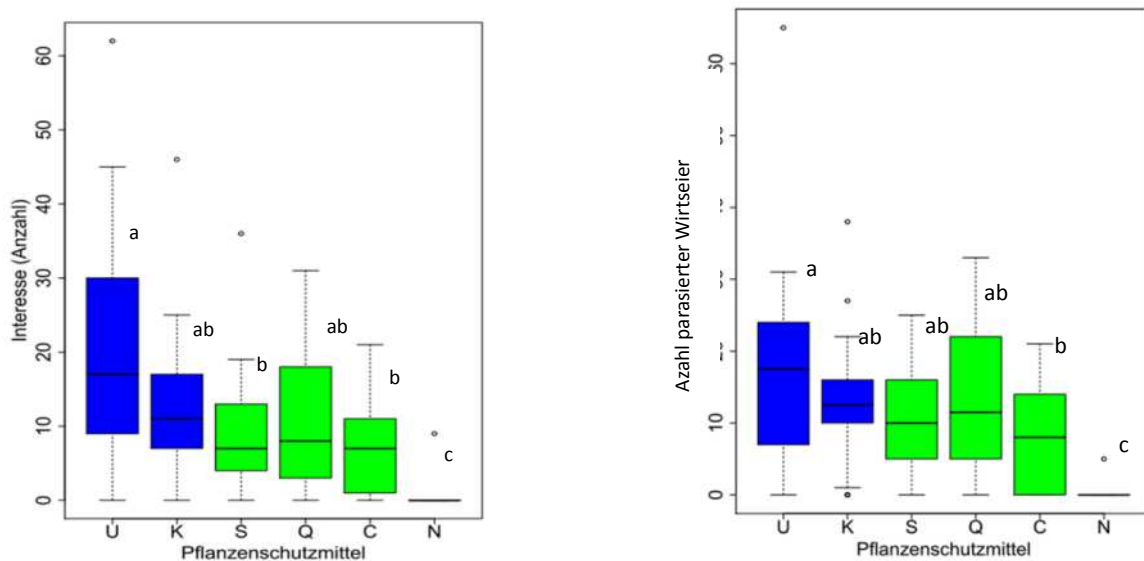 Interesse (Anzahl)
60
50
40
30
20
10
0
a
ab
b
ab
b
c
U K S Q C N
Pflanzenschutzmittel
Azahl parasierter Wirtseier
10
0
a
ab
ab
ab
b
c
U K S Q C N
Pflanzenschutzmittel